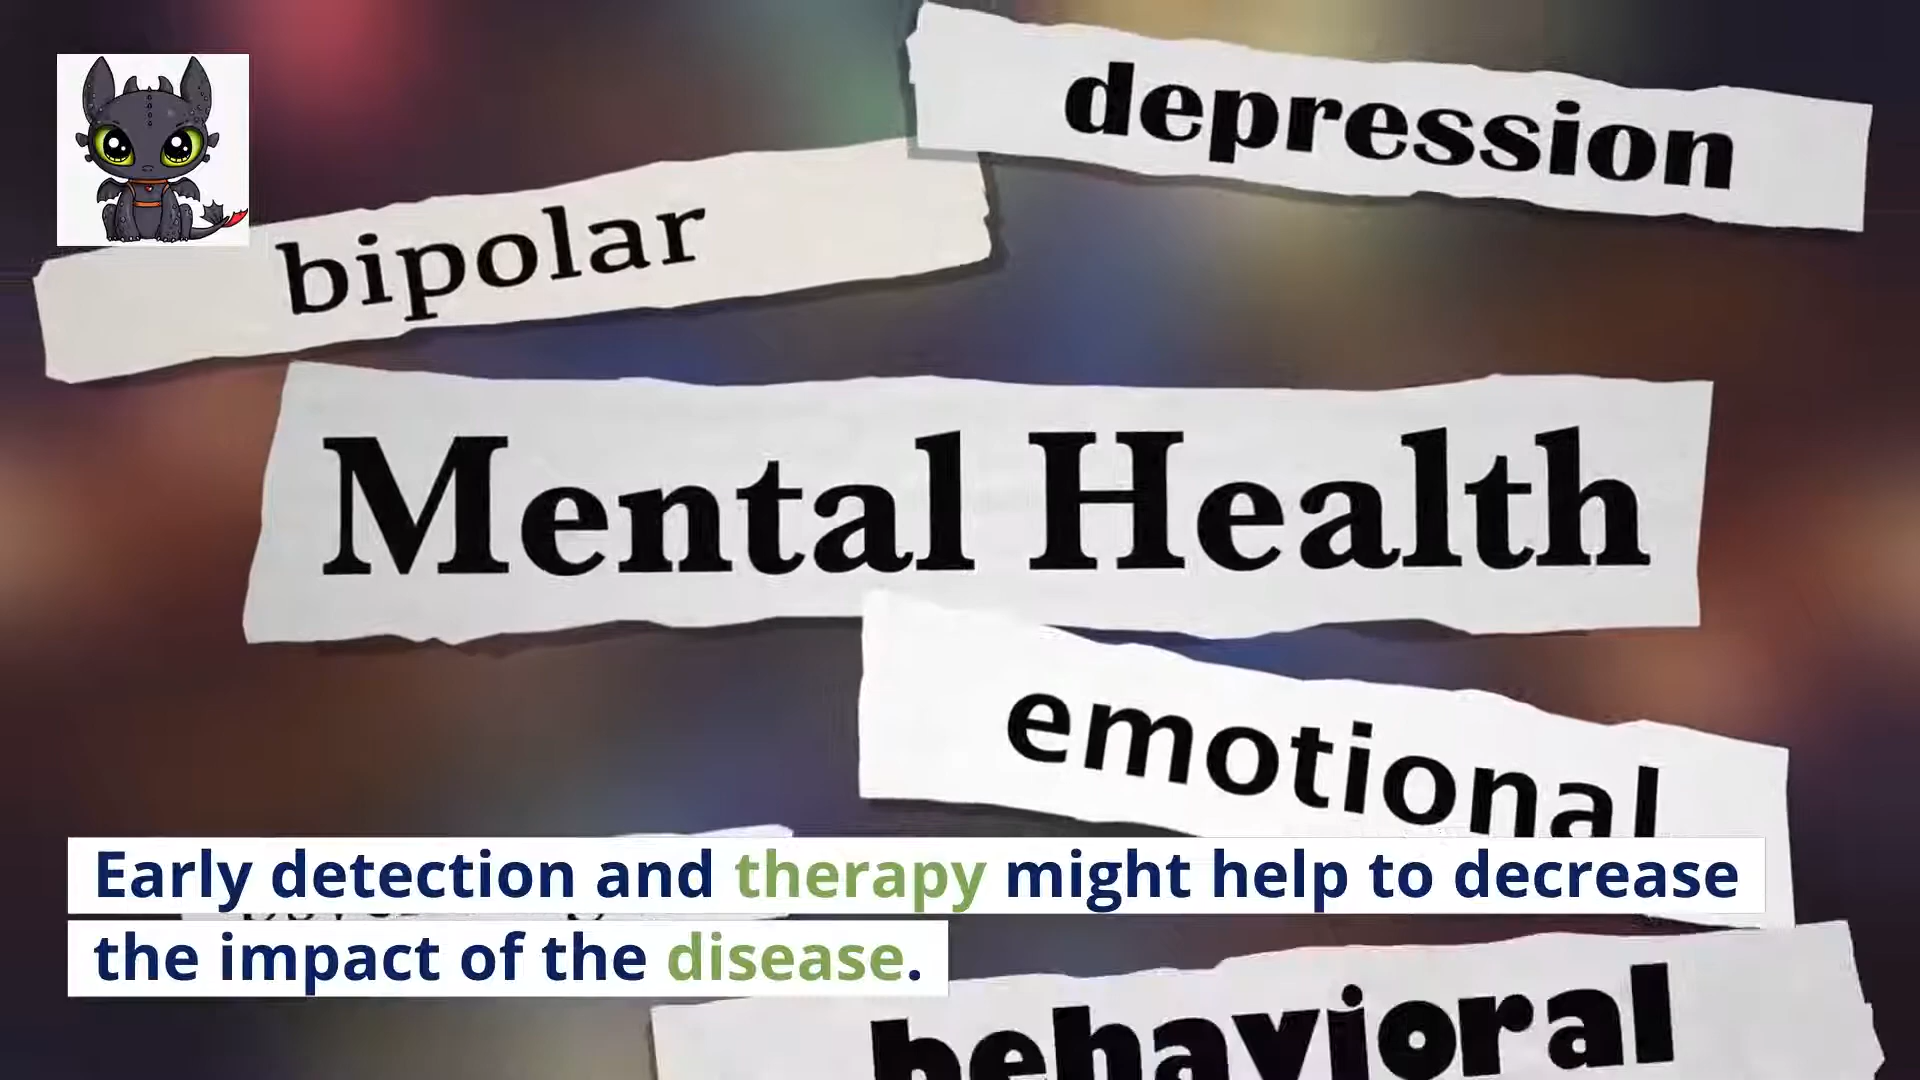 depression
bipolar
Mental Health
emotional
Early detection and therapy might help to decrease
the impact of the disease.
behavioral